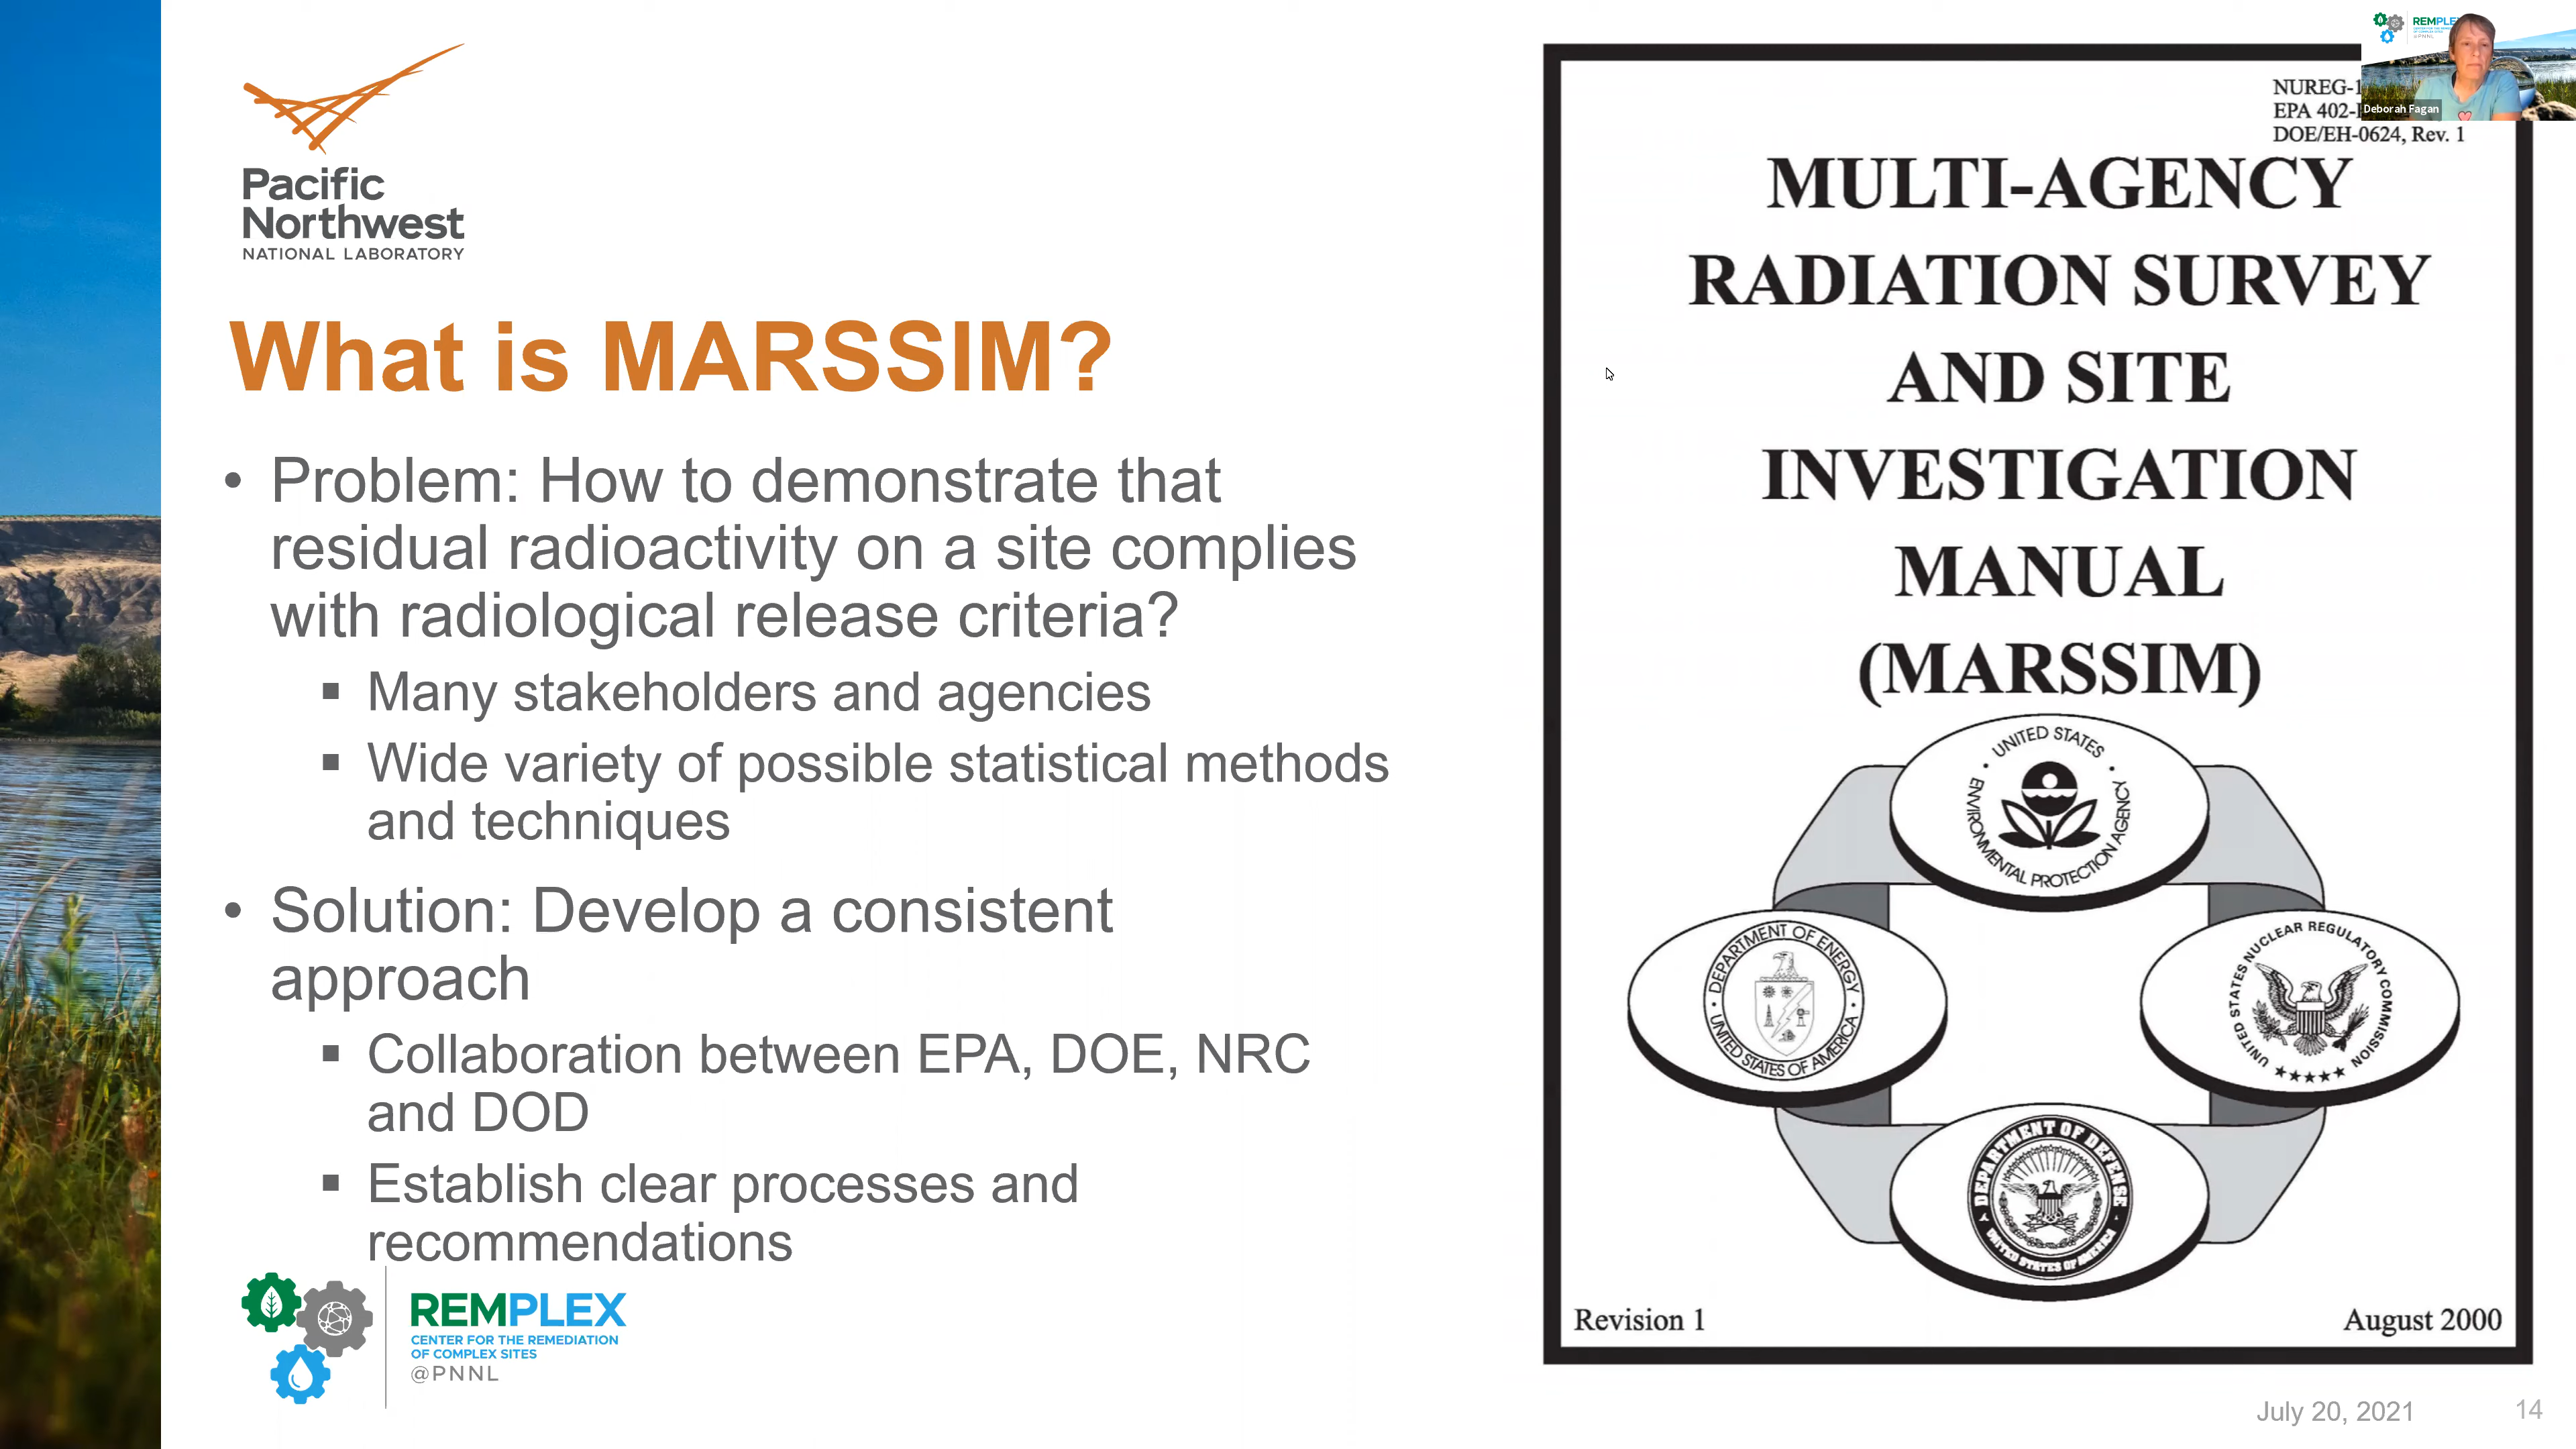 Pacific
Northwest
NATIONAL LABORATORY
What is MARSSIM?
• Problem: How to demonstrate that
residual radioactivity on a site complies
with radiological release criteria?
▪ Many stakeholders and agencies
▪ Wide variety of possible statistical methods
and techniques
• Solution: Develop a consistent
approach
▪ Collaboration between EPA, DOE, NRC
and DOD
▪ Establish clear processes and
recommendations
REMPLEX
CENTER FOR THE REMEDIATION
OF COMPLEX SITES
@PNNL
NUREG-1
EPA 402-
DOE/EH-0624, Rev. 1
MULTI-AGENCY
RADIATION SURVEY
AND SITE
INVESTIGATION
MANUAL
(MARSSIM)
UNITED STATES
ENVIRONMENTAL PROTECTION AGENCY
DEPARTMENT OF ENERGY
UNITED STATES OF AMERICA
UNITED STATES NUCLEAR REGULATORY COMMISSION
DEPARTMENT OF DEFENSE
UNITED STATES OF AMERICA
Revision 1
August 2000
REMPLE
@PNNL
Deborah Fagan
July 20, 2021
14